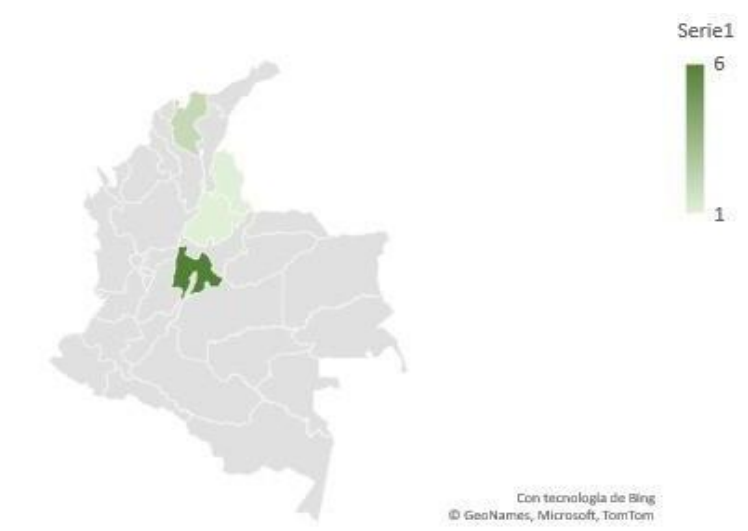 Serie1
6
1
Con tecnología de Bing
© GeoNames, Microsoft, TomTom